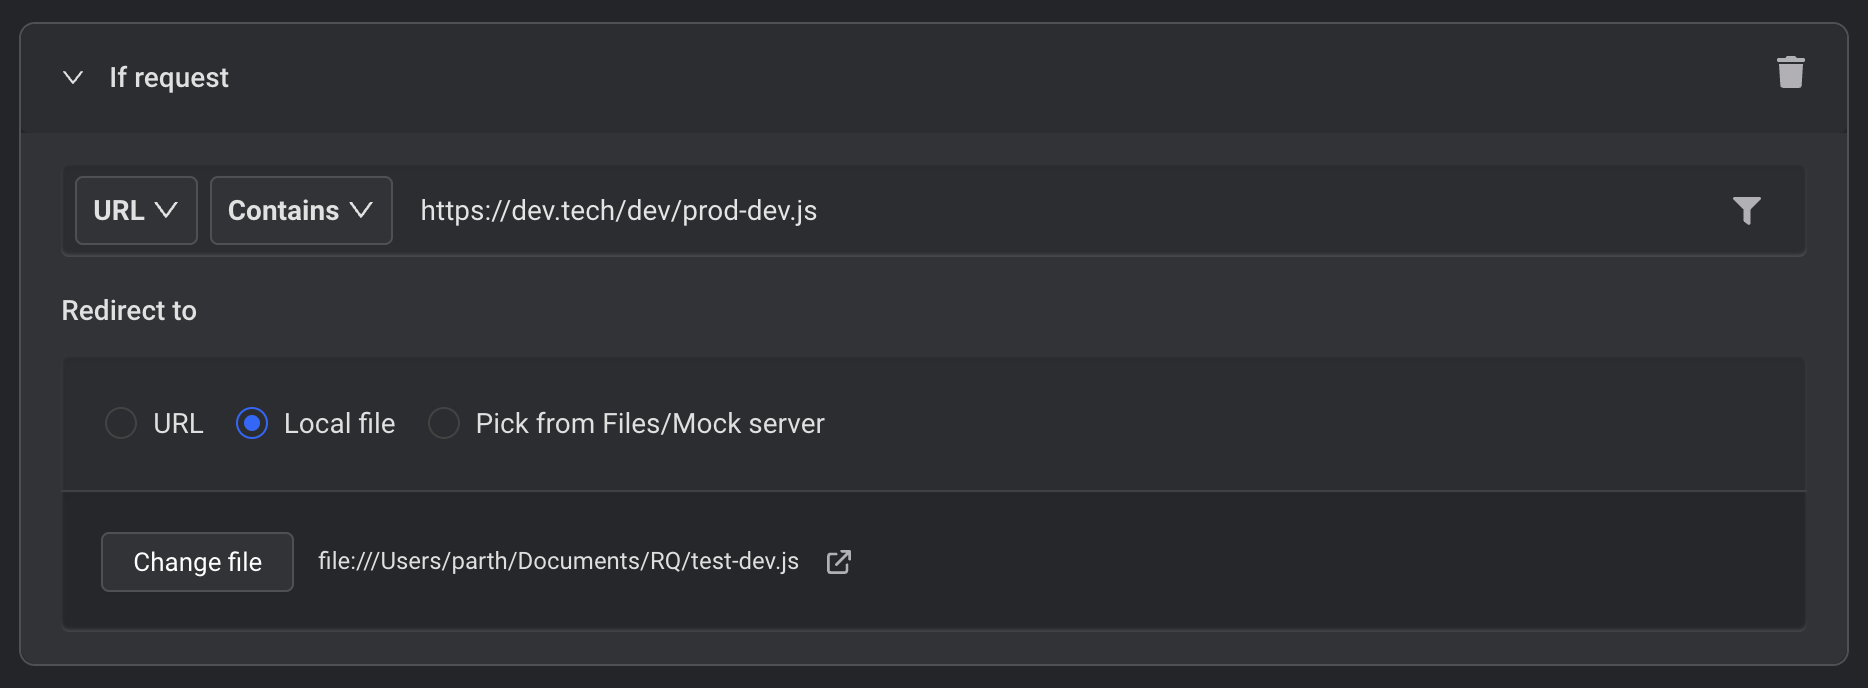 If request
URL Contains https://dev.tech/dev/prod-dev.js
Redirect to
URL Local file Pick from Files/Mock server
Change file file:///Users/parth/Documents/RQ/test-dev.js